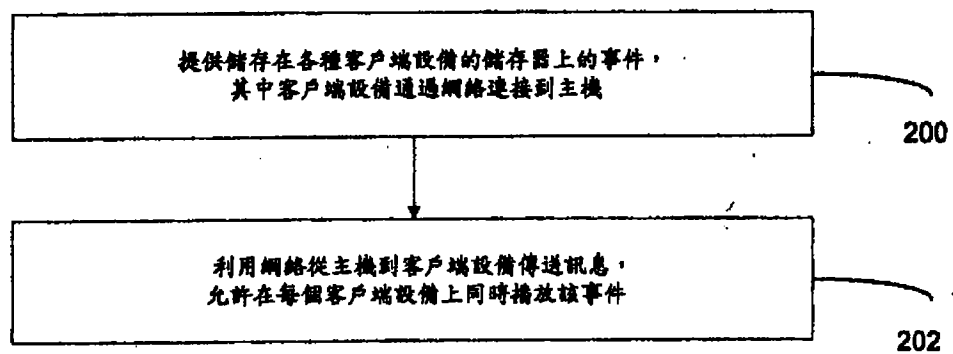 提供儲存在各種客戶端設備的儲存器上的事件，
其中客戶端設備通過網絡連接到主機
200
利用網絡從主機到客戶端設備傳送訊息，
允許在每個客戶端設備上同時播放該事件
202